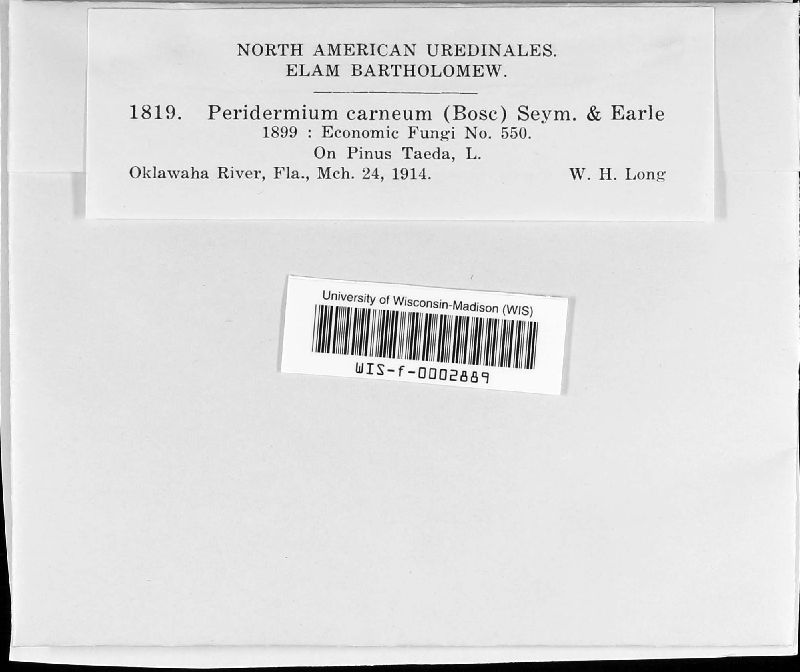 NORTH AMERICAN UREDINALES.
ELAM BARTHOLOMEW.
1819. Peridermium carneum (Bosc) Seym. & Earle
1899 : Economic Fungi No. 550.
On Pinus Taeda, L.
Oklawaha River, Fla., Mch. 24, 1914. W. H. Long
University of Wisconsin-Madison (WIS)
WIS-f-0002889